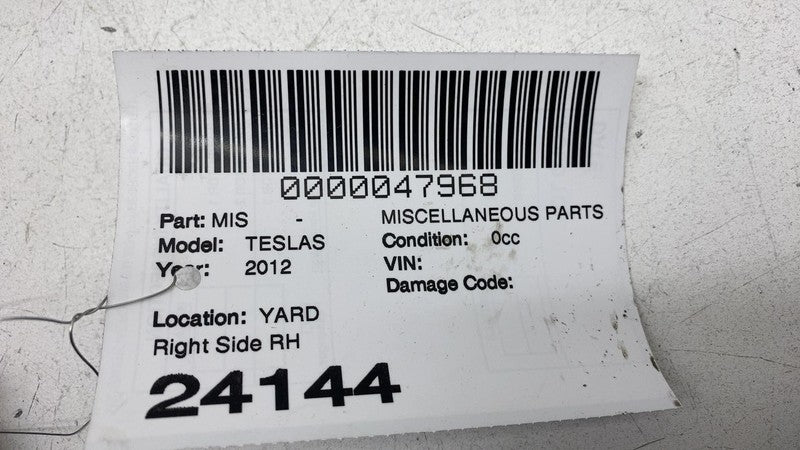 0000047968
Part: MIS - MISCELLANEOUS PARTS
Model: TESLAS Condition: 0cc
Year: 2012 VIN:
Damage Code:
Location: YARD
Right Side RH
24144